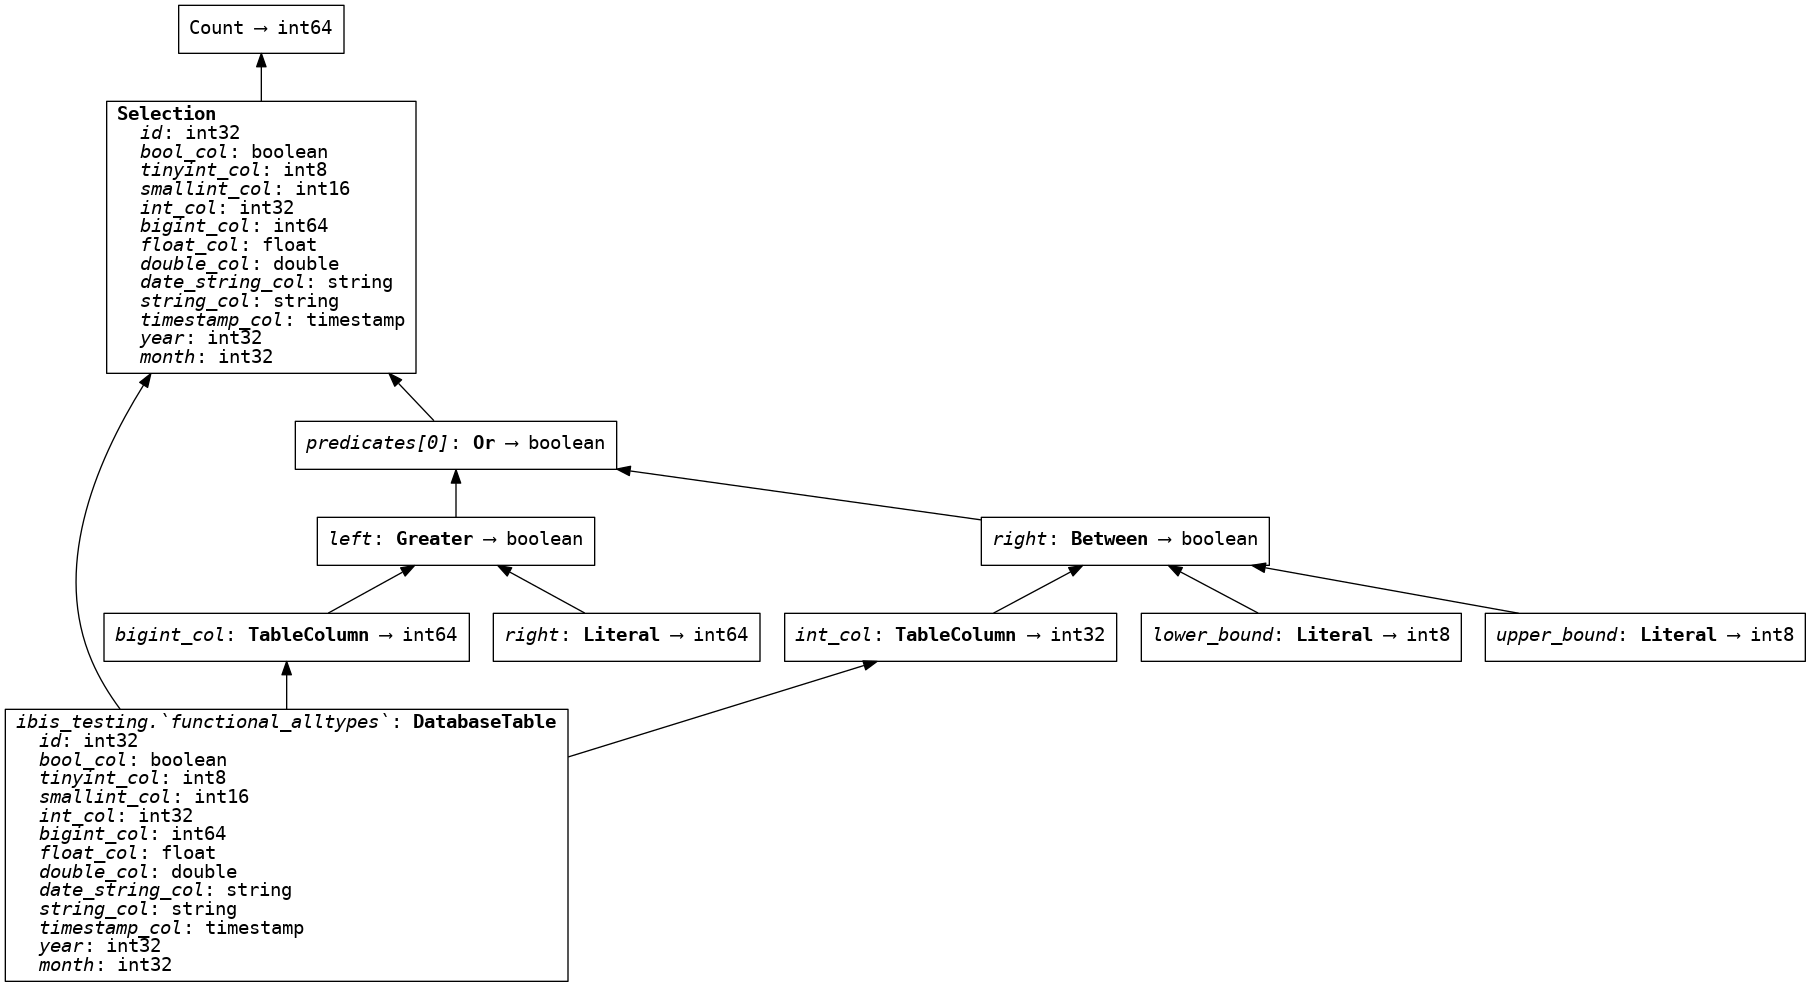 Count → int64
Selection
id: int32
bool_col: boolean
tinyint_col: int8
smallint_col: int16
int_col: int32
bigint_col: int64
float_col: float
double_col: double
date_string_col: string
string_col: string
timestamp_col: timestamp
year: int32
month: int32
predicates[0]: Or → boolean
left: Greater → boolean
right: Between → boolean
bigint_col: TableColumn → int64
right: Literal → int64
int_col: TableColumn → int32
lower_bound: Literal → int8
upper_bound: Literal → int8
ibis_testing.`functional_alltypes`: DatabaseTable
id: int32
bool_col: boolean
tinyint_col: int8
smallint_col: int16
int_col: int32
bigint_col: int64
float_col: float
double_col: double
date_string_col: string
string_col: string
timestamp_col: timestamp
year: int32
month: int32